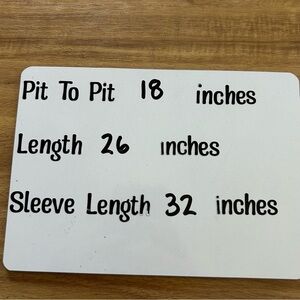 Pit To Pit 18 inches
Length 26 inches
Sleeve Length 32 inches